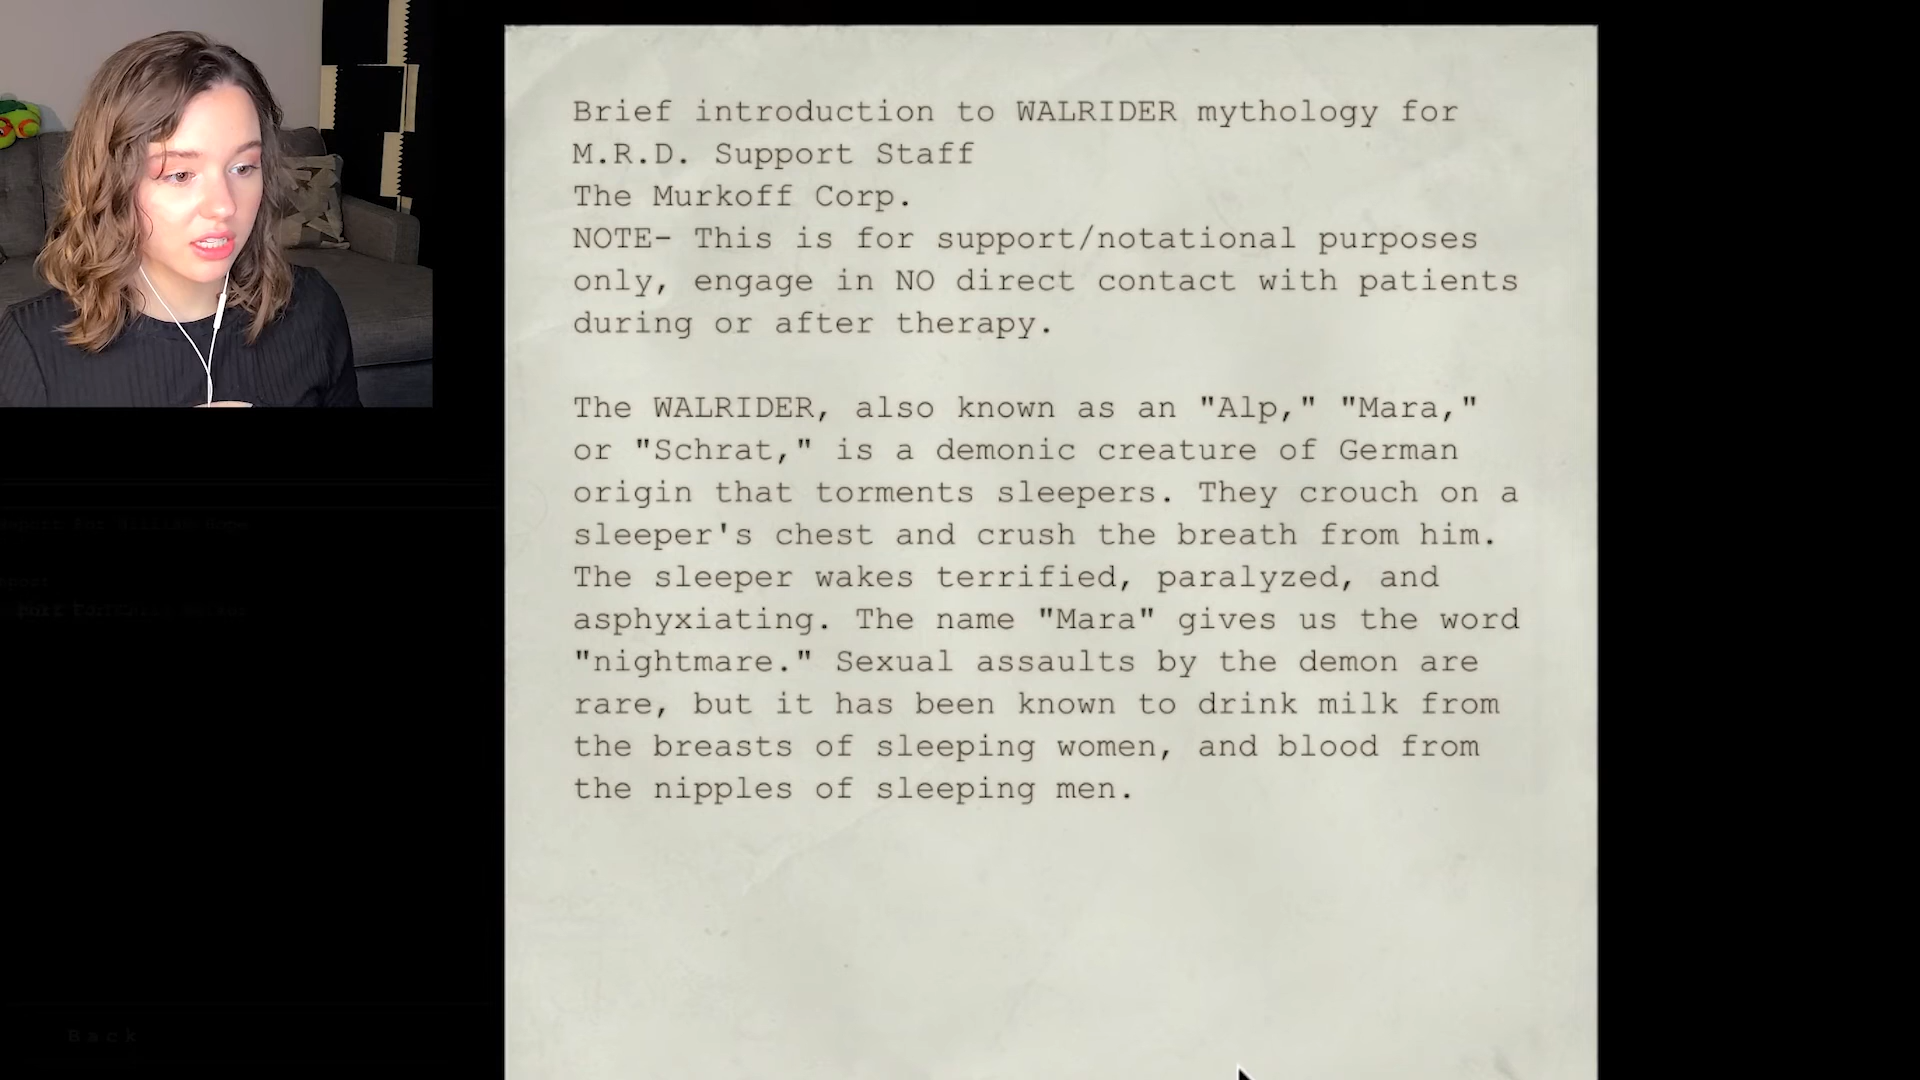 Brief introduction to WALRIDER mythology for
M.R.D. Support Staff
The Murkoff Corp.
NOTE- This is for support/notational purposes
only, engage in NO direct contact with patients
during or after therapy.
The WALRIDER, also known as an "Alp," "Mara,"
or "Schrat," is a demonic creature of German
origin that torments sleepers. They crouch on a
sleeper's chest and crush the breath from him.
The sleeper wakes terrified, paralyzed, and
asphyxiating. The name "Mara" gives us the word
"nightmare." Sexual assaults by the demon are
rare, but it has been known to drink milk from
the breasts of sleeping women, and blood from
the nipples of sleeping men.
Back